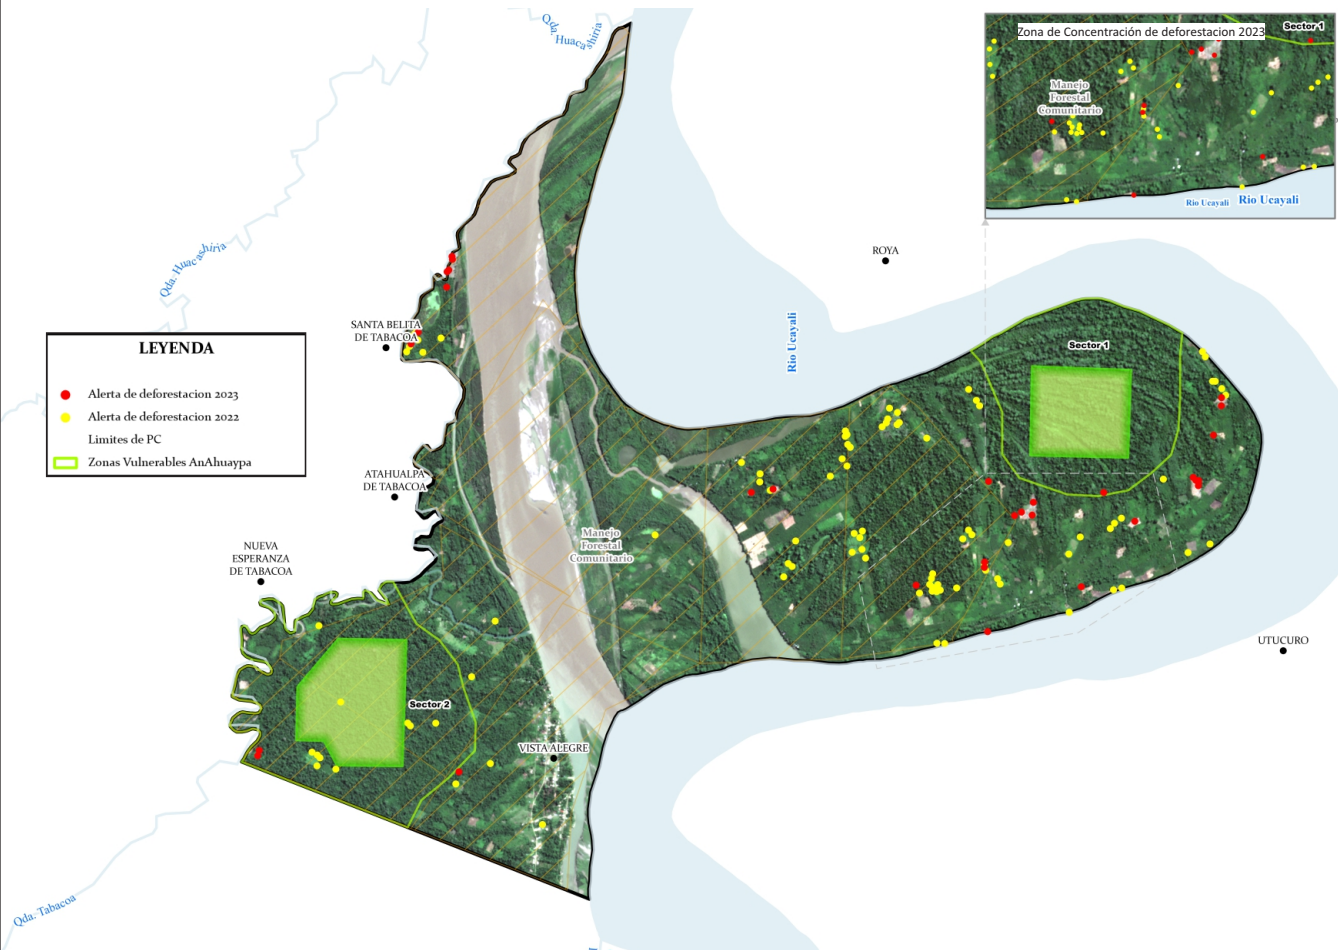 Qda. Huacashiria
Zona de Concentración de deforestacion 2023
Sector 1
Manejo
Forestal
Comunitario
Rio Ucayali
Rio Ucayali
Qda. Huacashiria
ROYA
Rio Ucayali
SANTA BELITA
DE TABACOA
Sector 1
LEYENDA
Alerta de deforestacion 2023
Alerta de deforestacion 2022
Limites de PC
Zonas Vulnerables AnAhuaypa
ATAHUALPA
DE TABACOA
Manejo
Forestal
Comunitario
NUEVA
ESPERANZA
DE TABACOA
UTUCURO
Sector 2
VISTA ALEGRE
Qda. Tabacoa